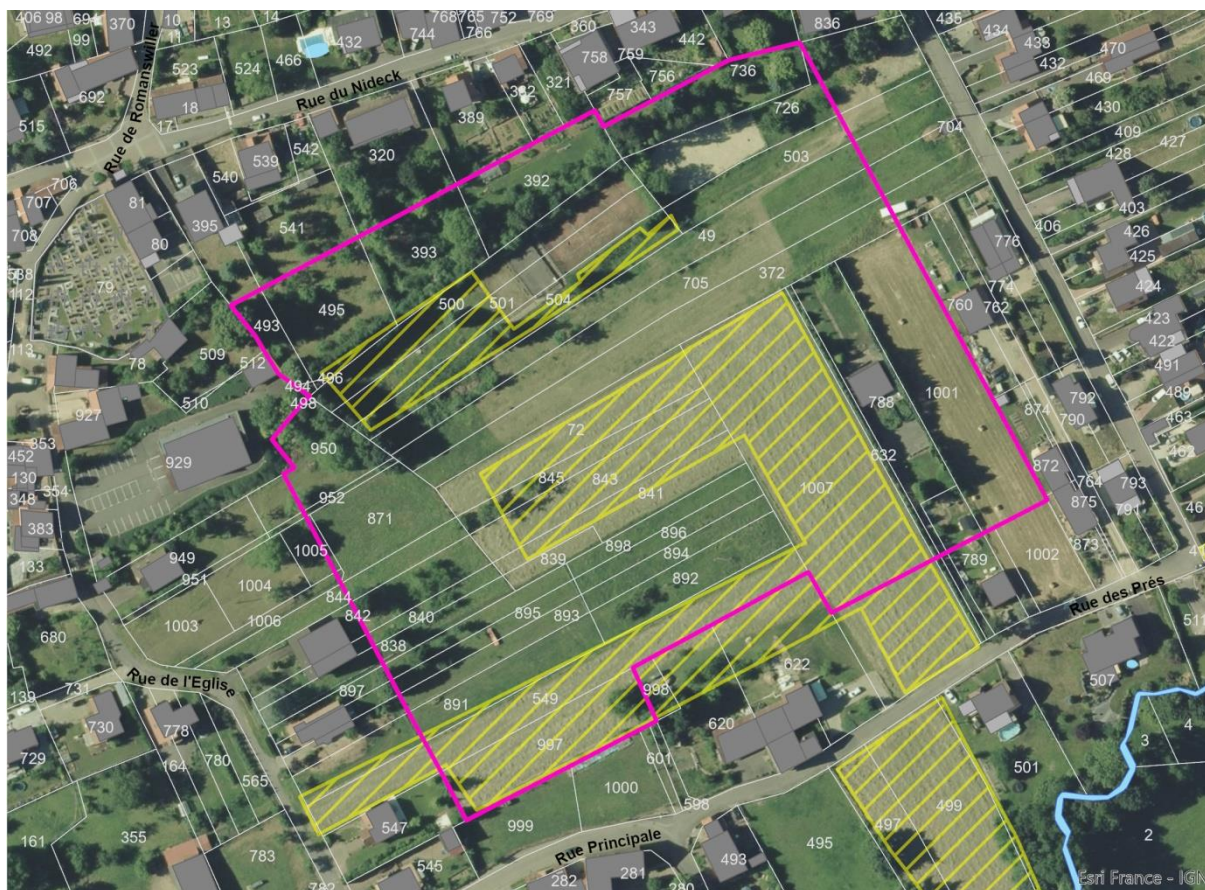 406 98 69 370 10 13 14
99 11
492 523 524 466 432 744 768 765 752 769 766
360 343 442 836 435 434 433 432 470
758 759 756 736
692 18 17 515
Rue de Romanswiller
Rue du Nideck
321 757 389 320
726 469 430 409 427 428
704 503
542 539 540
706 707 708 81 80 395 541
392 403 406 426 425 424
79 393 49 776 774
705 372
495 500 501 504 760 762 423 422 491
493 113 78 509 512
510 494 496 498 1001 792 790 489 463
788 874
927 72
353 452 929 950 845 843 841 632 872
130 354 348 952 1007 764 793 875 791
383 871
133 1005 839 898 896 894 789 1002 873
949 951 1004 892
844 842 840 895 893
1003 1006 838
Rue des Prés
680 622 511
Rue de l'Eglise
897 998 507
139 731 891 549
730 778 620 4
729 997 3
780 164 565 601 501
1000 598 499
547 497
161 355 999 2
783 545 Rue Principale 493 495
782 282 281 280
Esri France - IGN